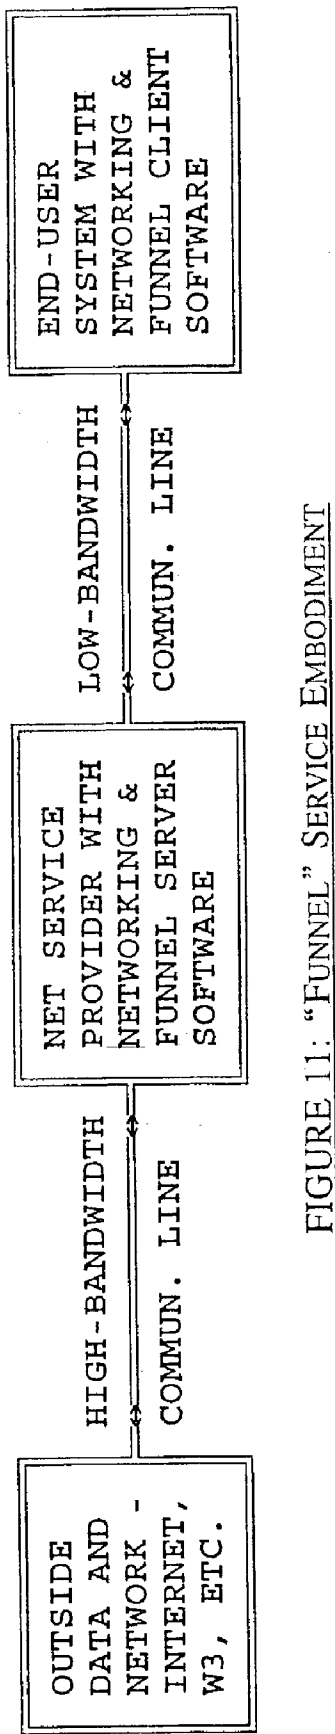 OUTSIDE
DATA AND
NETWORK -
INTERNET,
W3, ETC.
HIGH-BANDWIDTH
COMMUN. LINE
NET SERVICE
PROVIDER WITH
NETWORKING &
FUNNEL SERVER
SOFTWARE
LOW-BANDWIDTH
COMMUN. LINE
END-USER
SYSTEM WITH
NETWORKING &
FUNNEL CLIENT
SOFTWARE
FIGURE 11: “FUNNEL” SERVICE EMBODIMENT